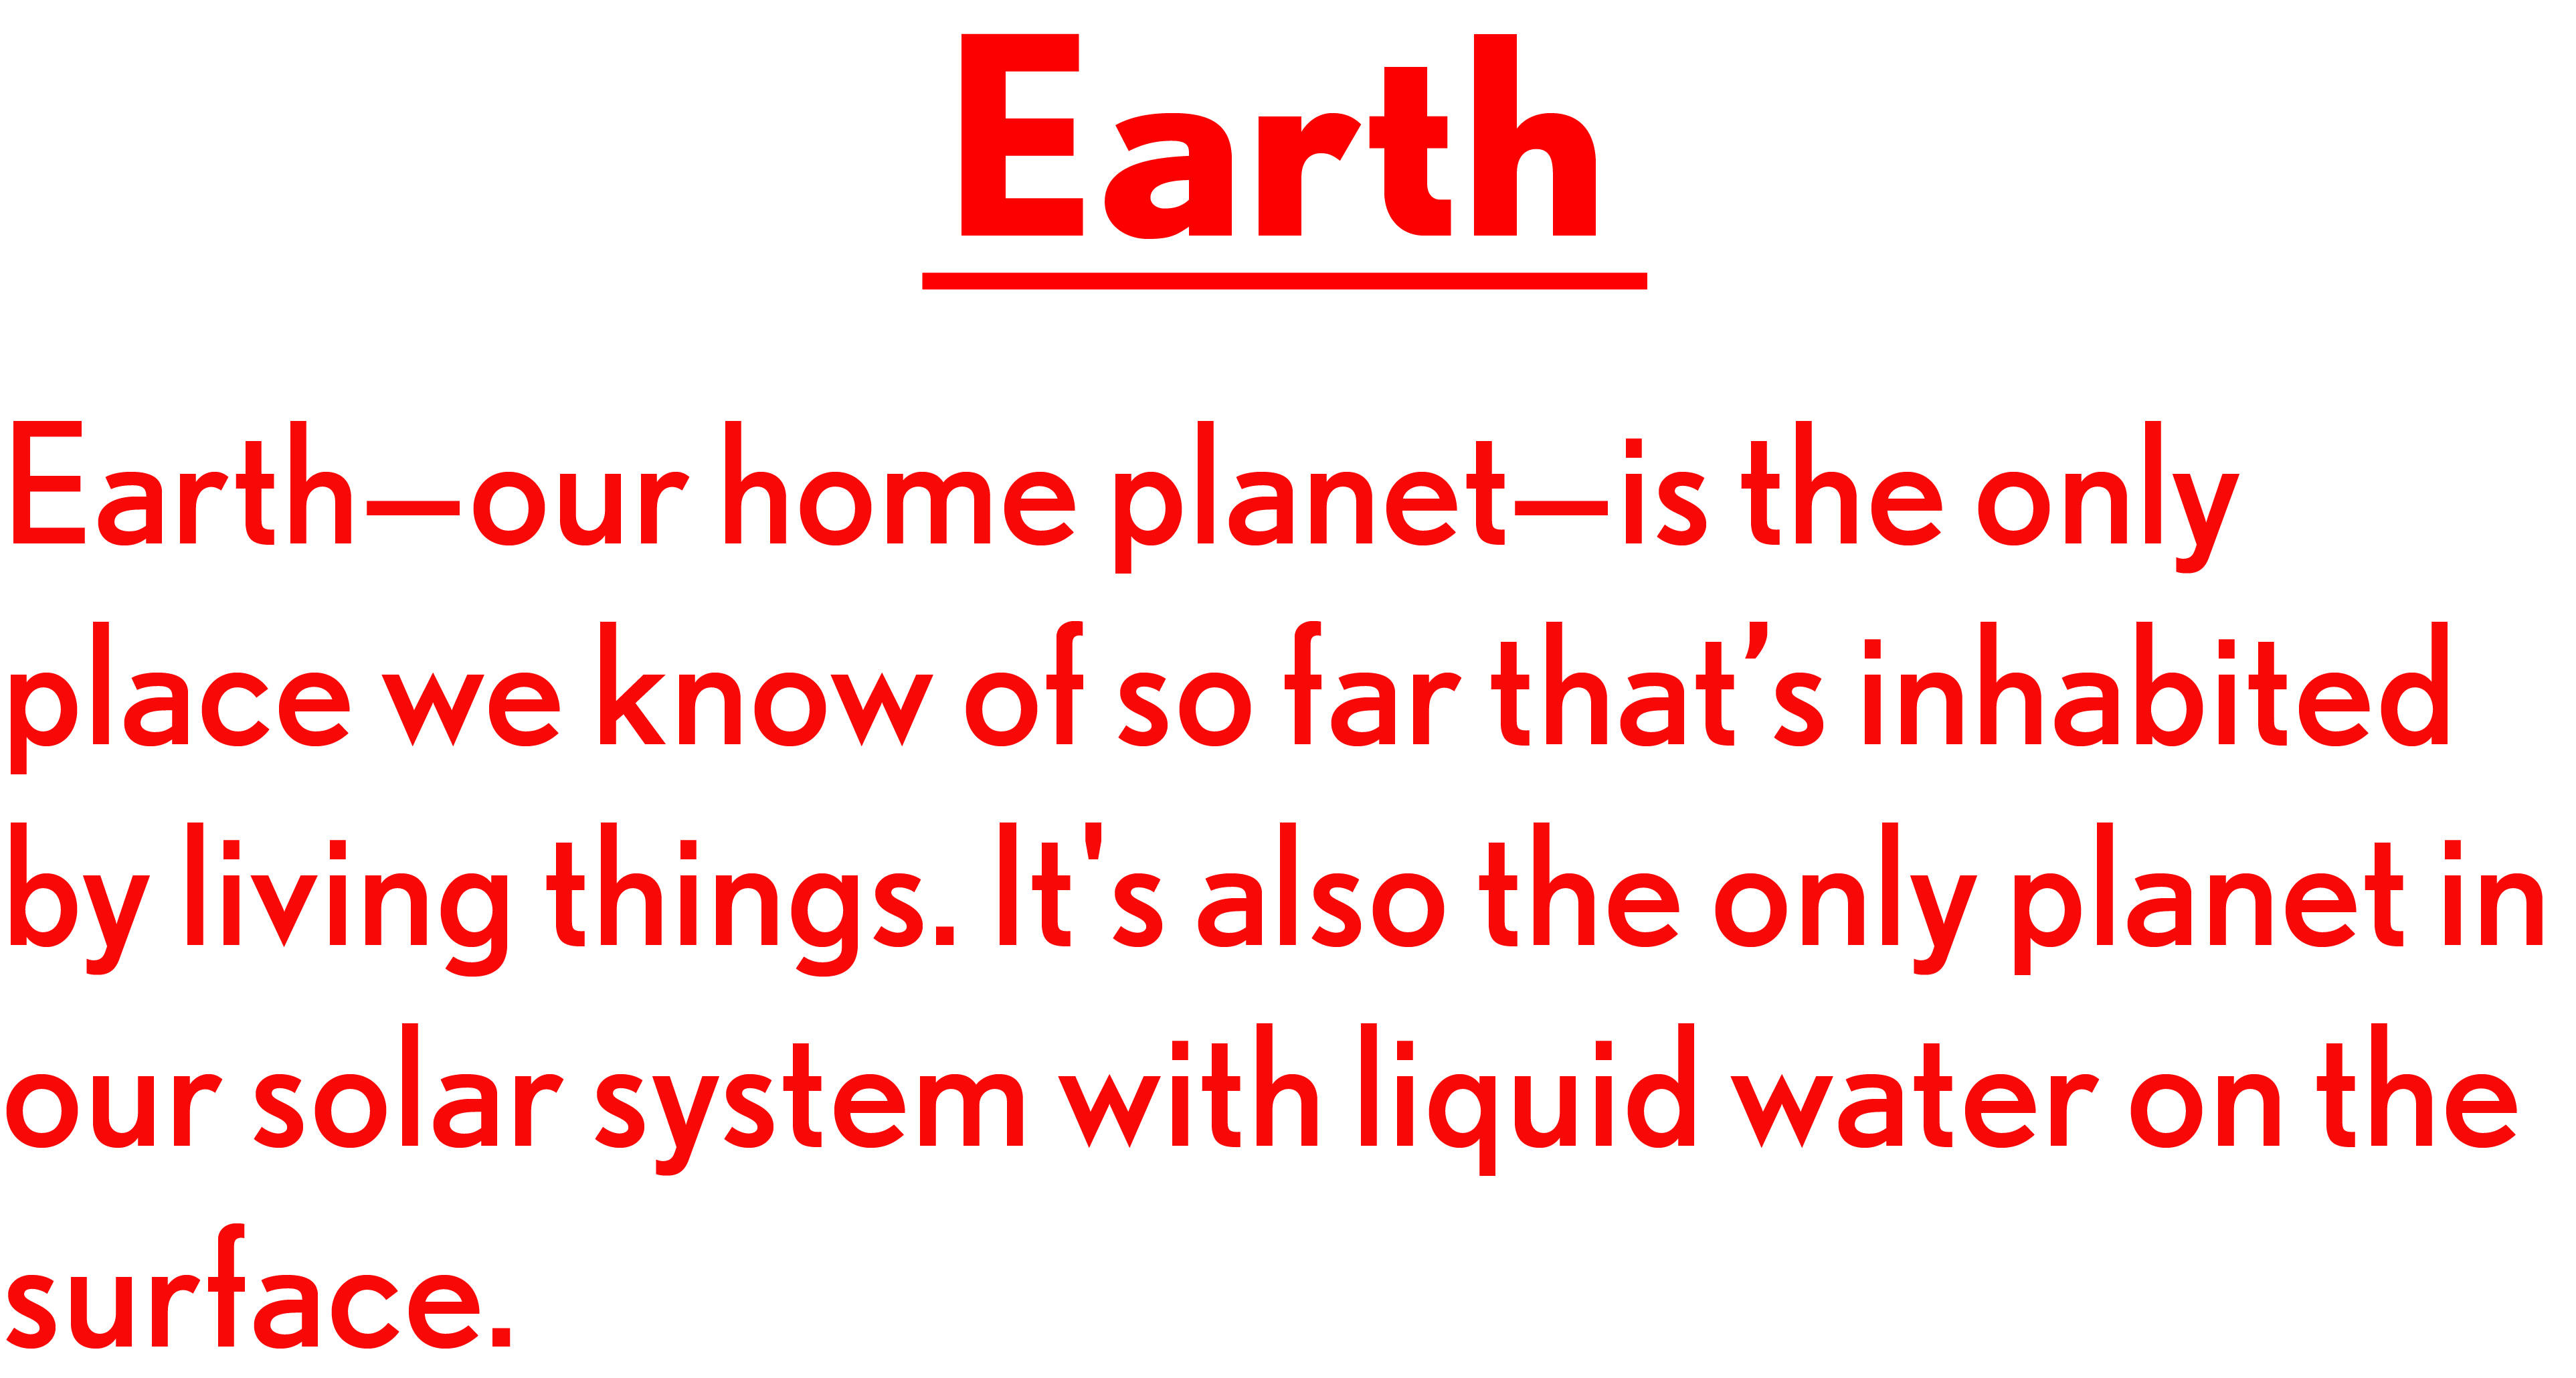 Earth
Earth—our home planet—is the only
place we know of so far that’s inhabited
by living things. It's also the only planet in
our solar system with liquid water on the
surface.